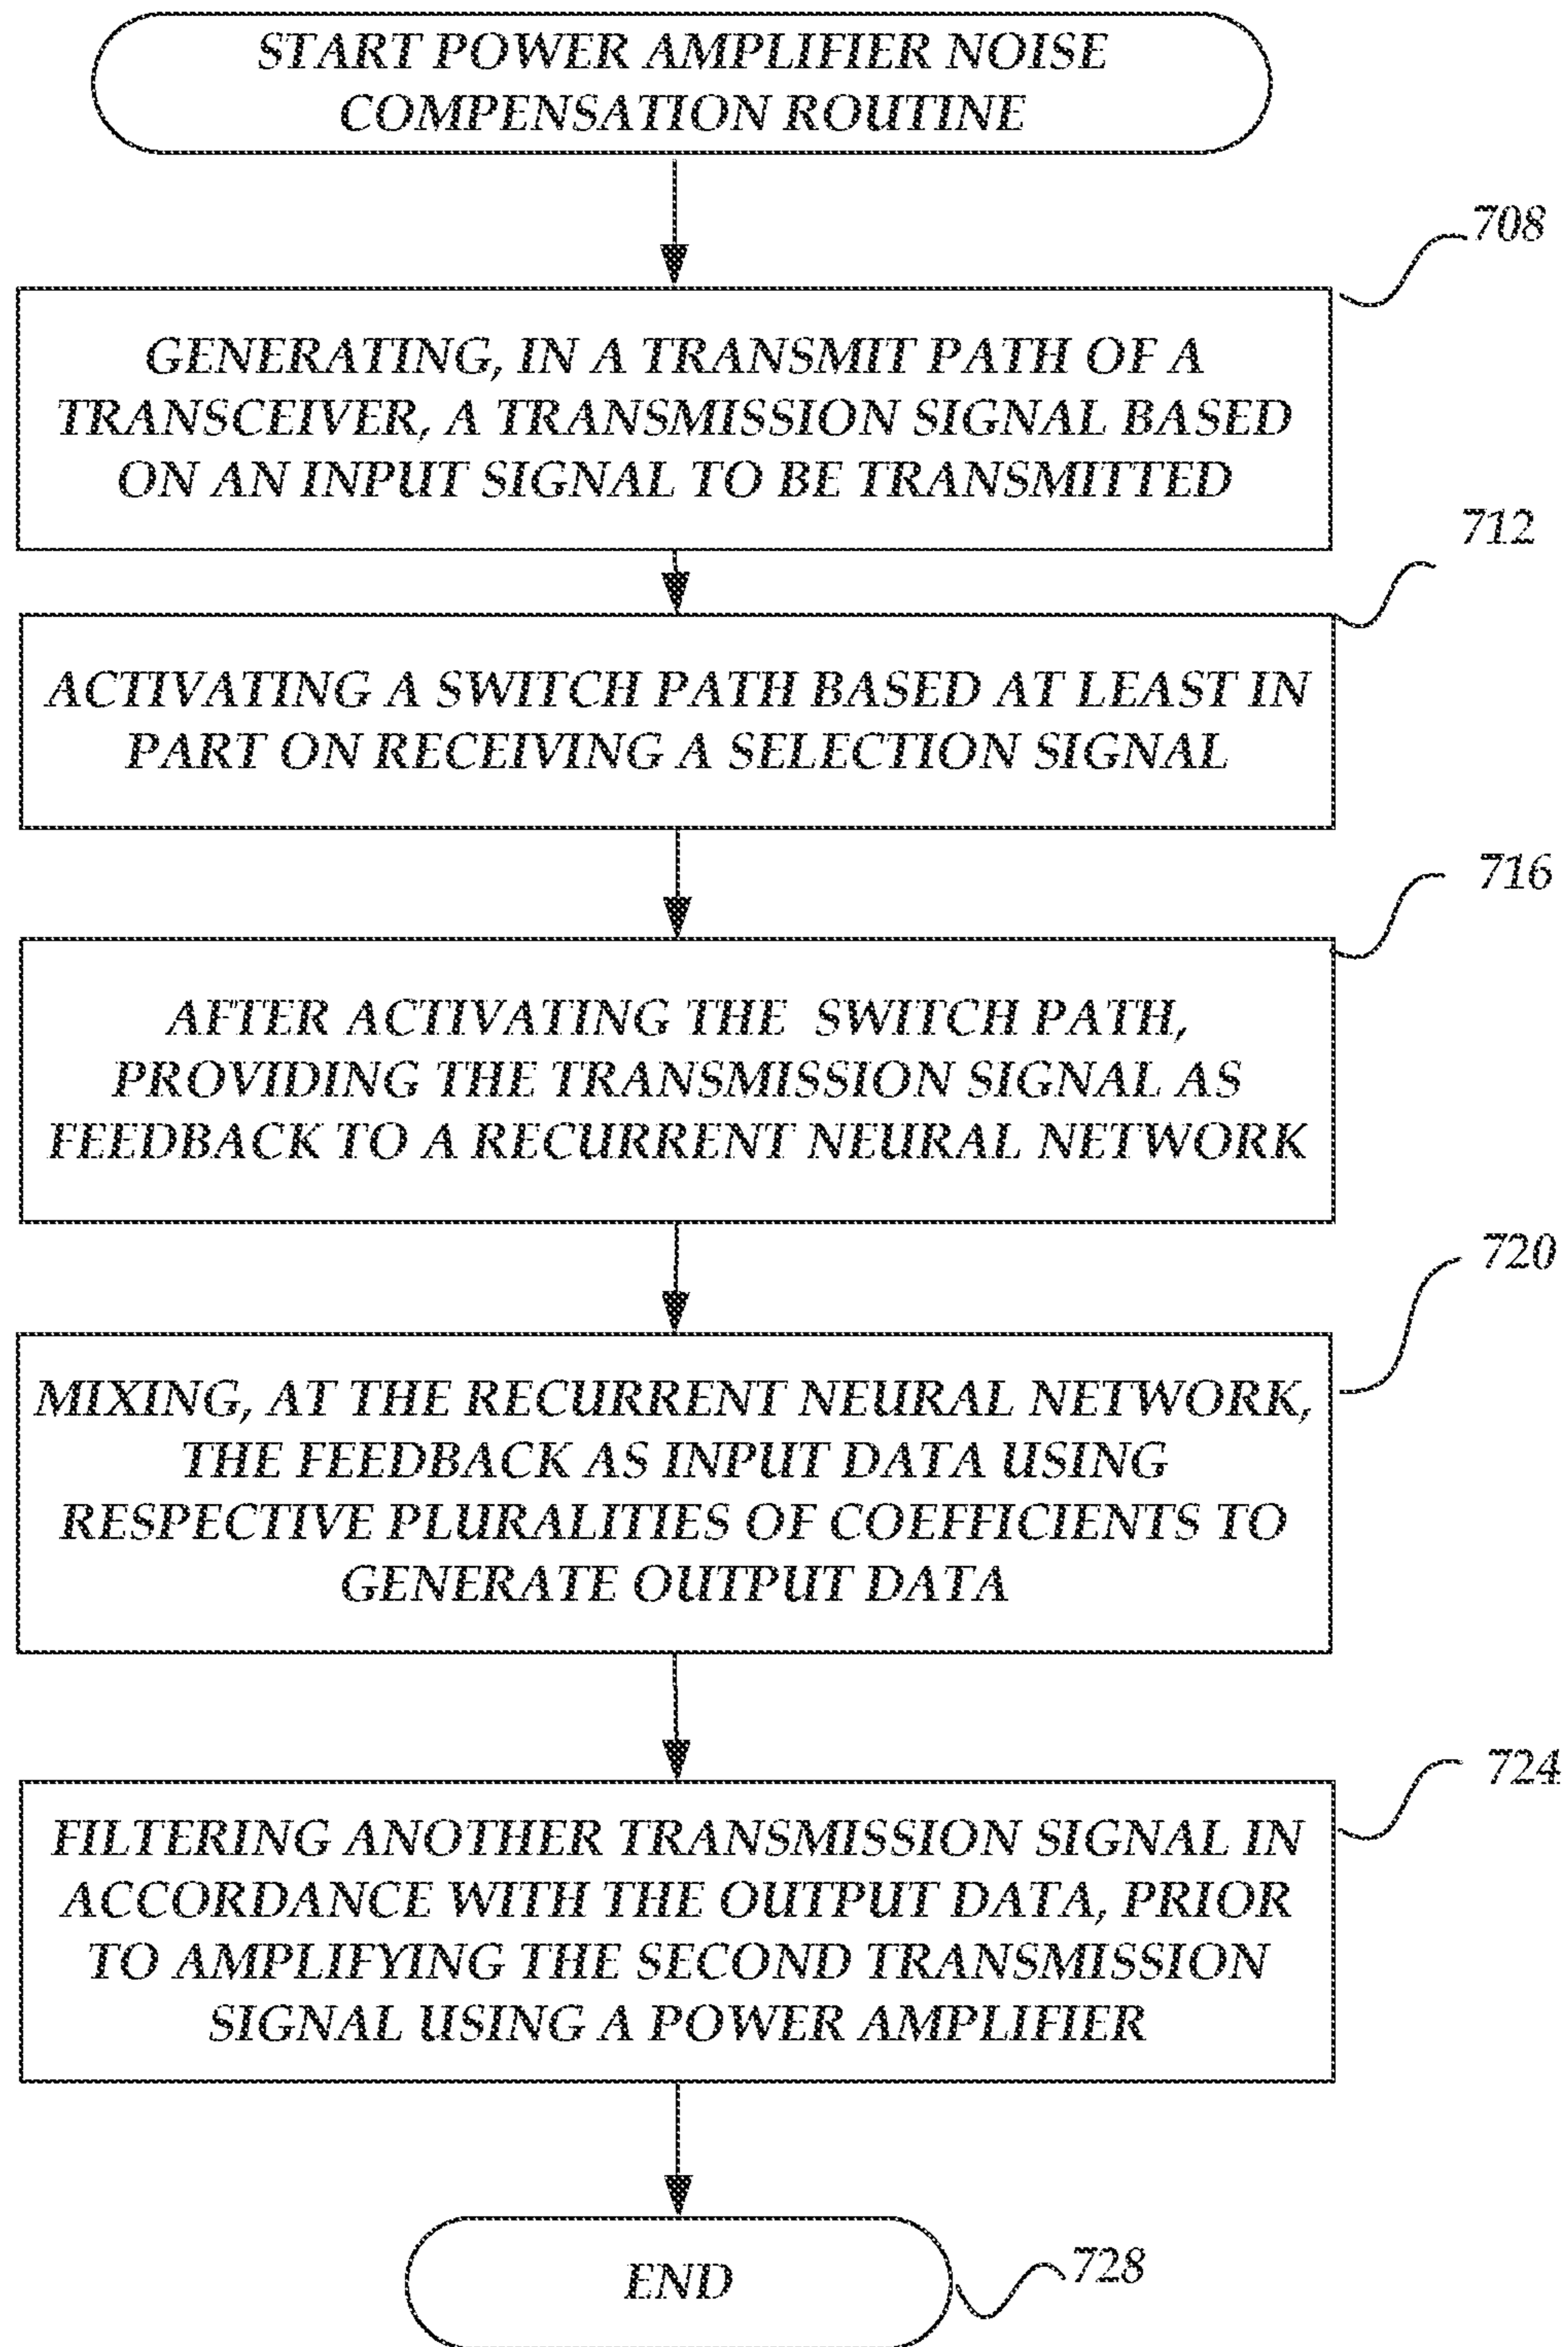 START POWER AMPLIFIER NOISE
COMPENSATION ROUTINE
708
GENERATING, IN A TRANSMIT PATH OF A
TRANSCEIVER, A TRANSMISSION SIGNAL BASED
ON AN INPUT SIGNAL TO BE TRANSMITTED
712
ACTIVATING A SWITCH PATH BASED AT LEAST IN
PART ON RECEIVING A SELECTION SIGNAL
716
AFTER ACTIVATING THE SWITCH PATH,
PROVIDING THE TRANSMISSION SIGNAL AS
FEEDBACK TO A RECURRENT NEURAL NETWORK
720
MIXING, AT THE RECURRENT NEURAL NETWORK,
THE FEEDBACK AS INPUT DATA USING
RESPECTIVE PLURALITIES OF COEFFICIENTS TO
GENERATE OUTPUT DATA
724
FILTERING ANOTHER TRANSMISSION SIGNAL IN
ACCORDANCE WITH THE OUTPUT DATA, PRIOR
TO AMPLIFYING THE SECOND TRANSMISSION
SIGNAL USING A POWER AMPLIFIER
END
728